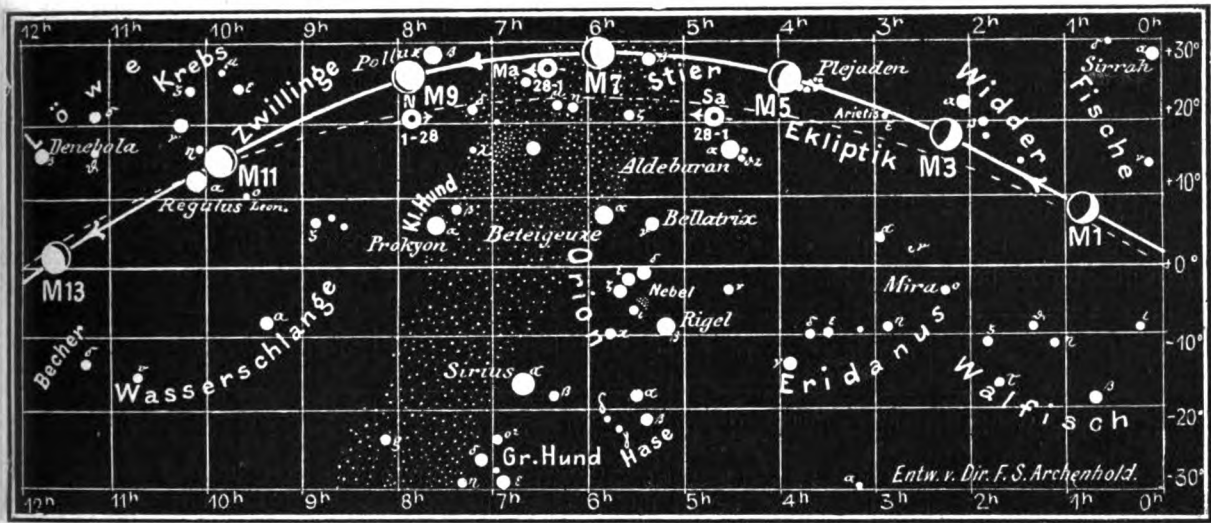 12h 11h 10h 9h 8h 7h 6h 5h 4h 3h 2h 1h 0h
+30°
+20°
+10°
+0°
-10°
-20°
-30°
Löwe
Krebs
Zwillinge
Pollux β
Ma
28-1
M7
Stier
Plejaden
Widder
Sirrah
Fische
M9
N
1-28
Sa
28-1
M5
Arietis ε
Ekliptik
M3
Denebola
M11
Regulus
Leon.
Aldebaran
Kl. Hund
Prokyon
Beteigeuze
Bellatrix
M1
M13
Orion
Nebel
Mira
Rigel
Becher
Wasserschlange
Sirius
Eridanus
Walfisch
Hase
Gr. Hund
Entw. v. Dir. F. S. Archenhold.
12h 11h 10h 9h 8h 7h 6h 5h 4h 3h 2h 1h 0h